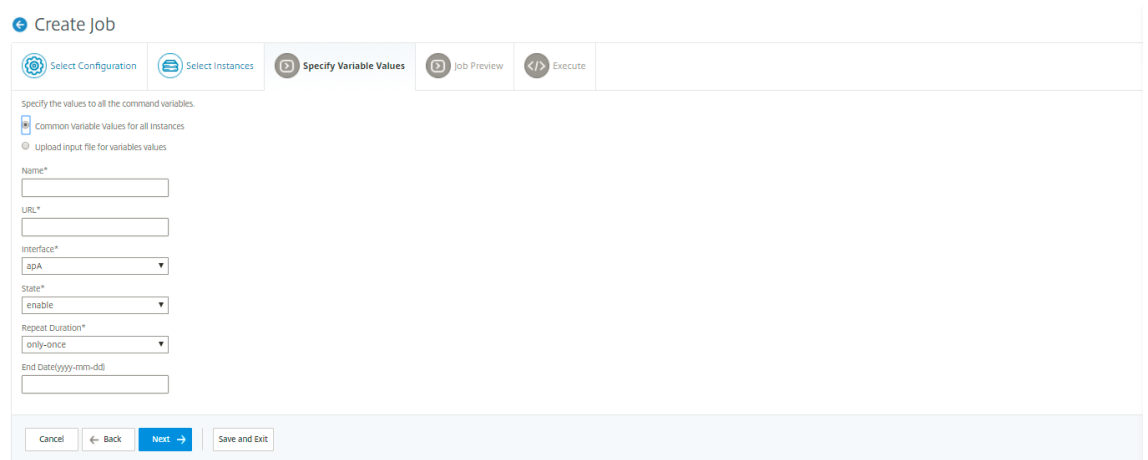 Create Job
Select Configuration
Select Instances
Specify Variable Values
Job Preview
</> Execute
Specify the values to all the command variables.
Common Variable Values for all Instances
Upload input file for variables values
Name*
URL*
Interface*
apA
State*
enable
Repeat Duration*
only-once
End Date(yyyy-mm-dd)
Cancel
Back
Next
Save and Exit